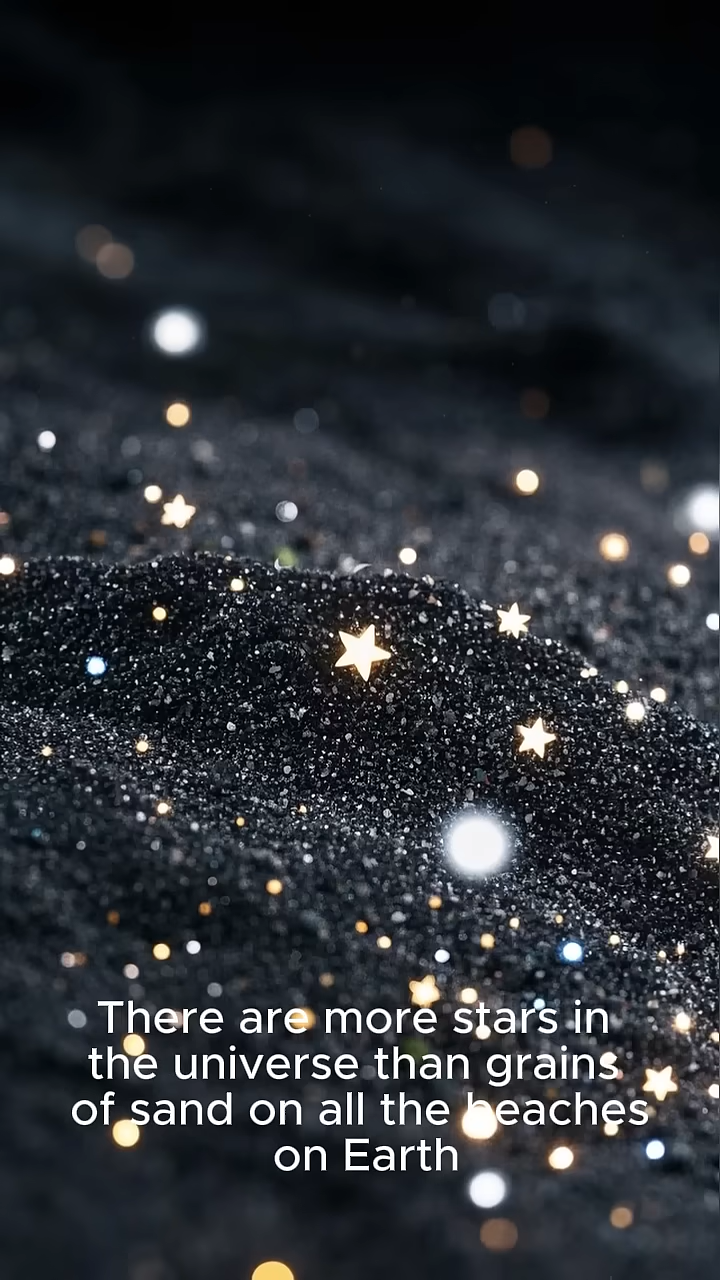 There are more stars in
the universe than grains
of sand on all the beaches
on Earth